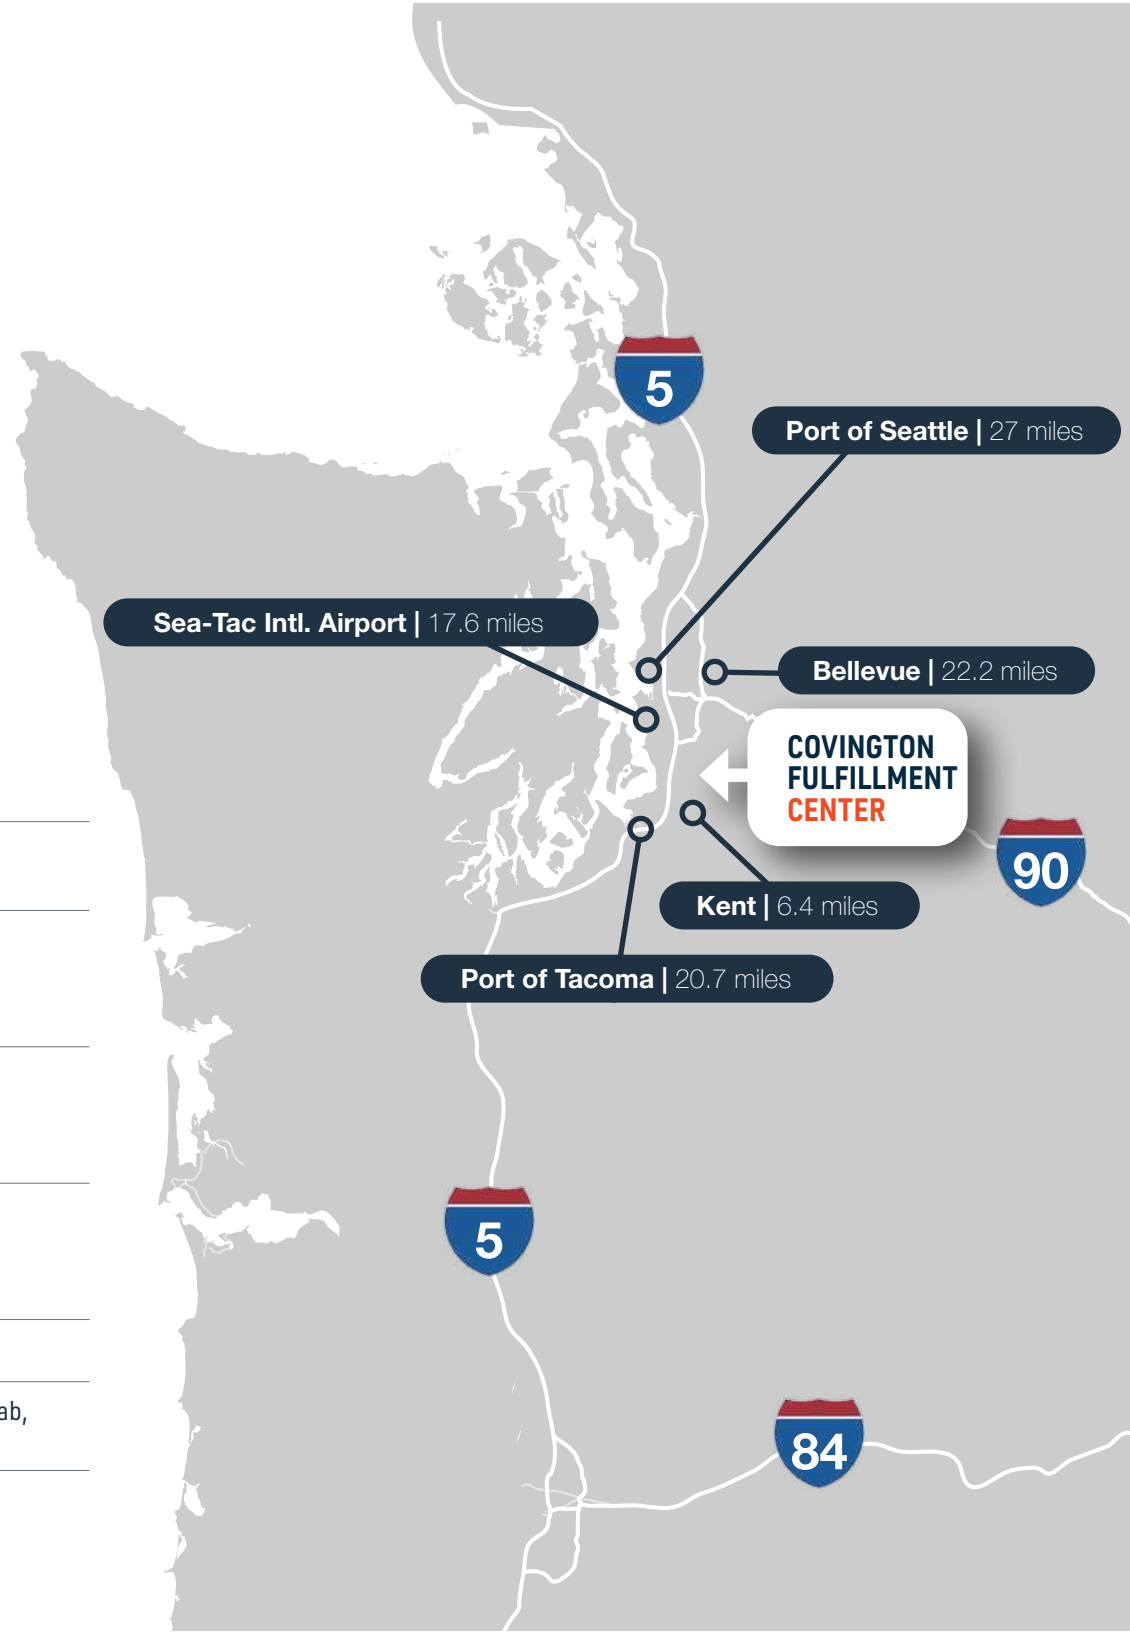 5
Port of Seattle | 27 miles
Sea-Tac Intl. Airport | 17.6 miles
Bellevue | 22.2 miles
COVINGTON
FULFILLMENT
CENTER
90
Kent | 6.4 miles
Port of Tacoma | 20.7 miles
5
ab,
84